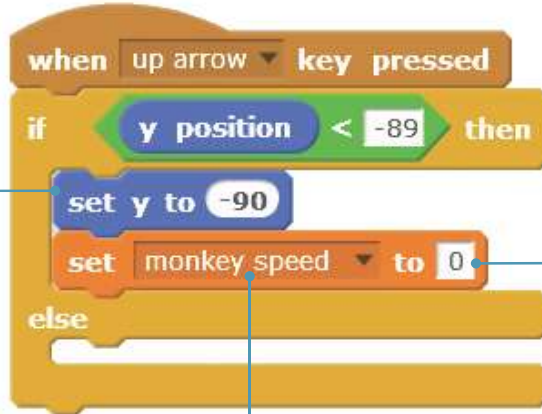 when up arrow key pressed
if y position < -89 then
set y to -90
set monkey speed to 0
else